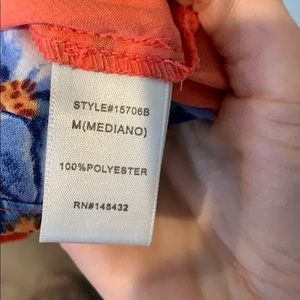 STYLE#15706B
M(MEDIANO)
100%POLYESTER
RN#148432